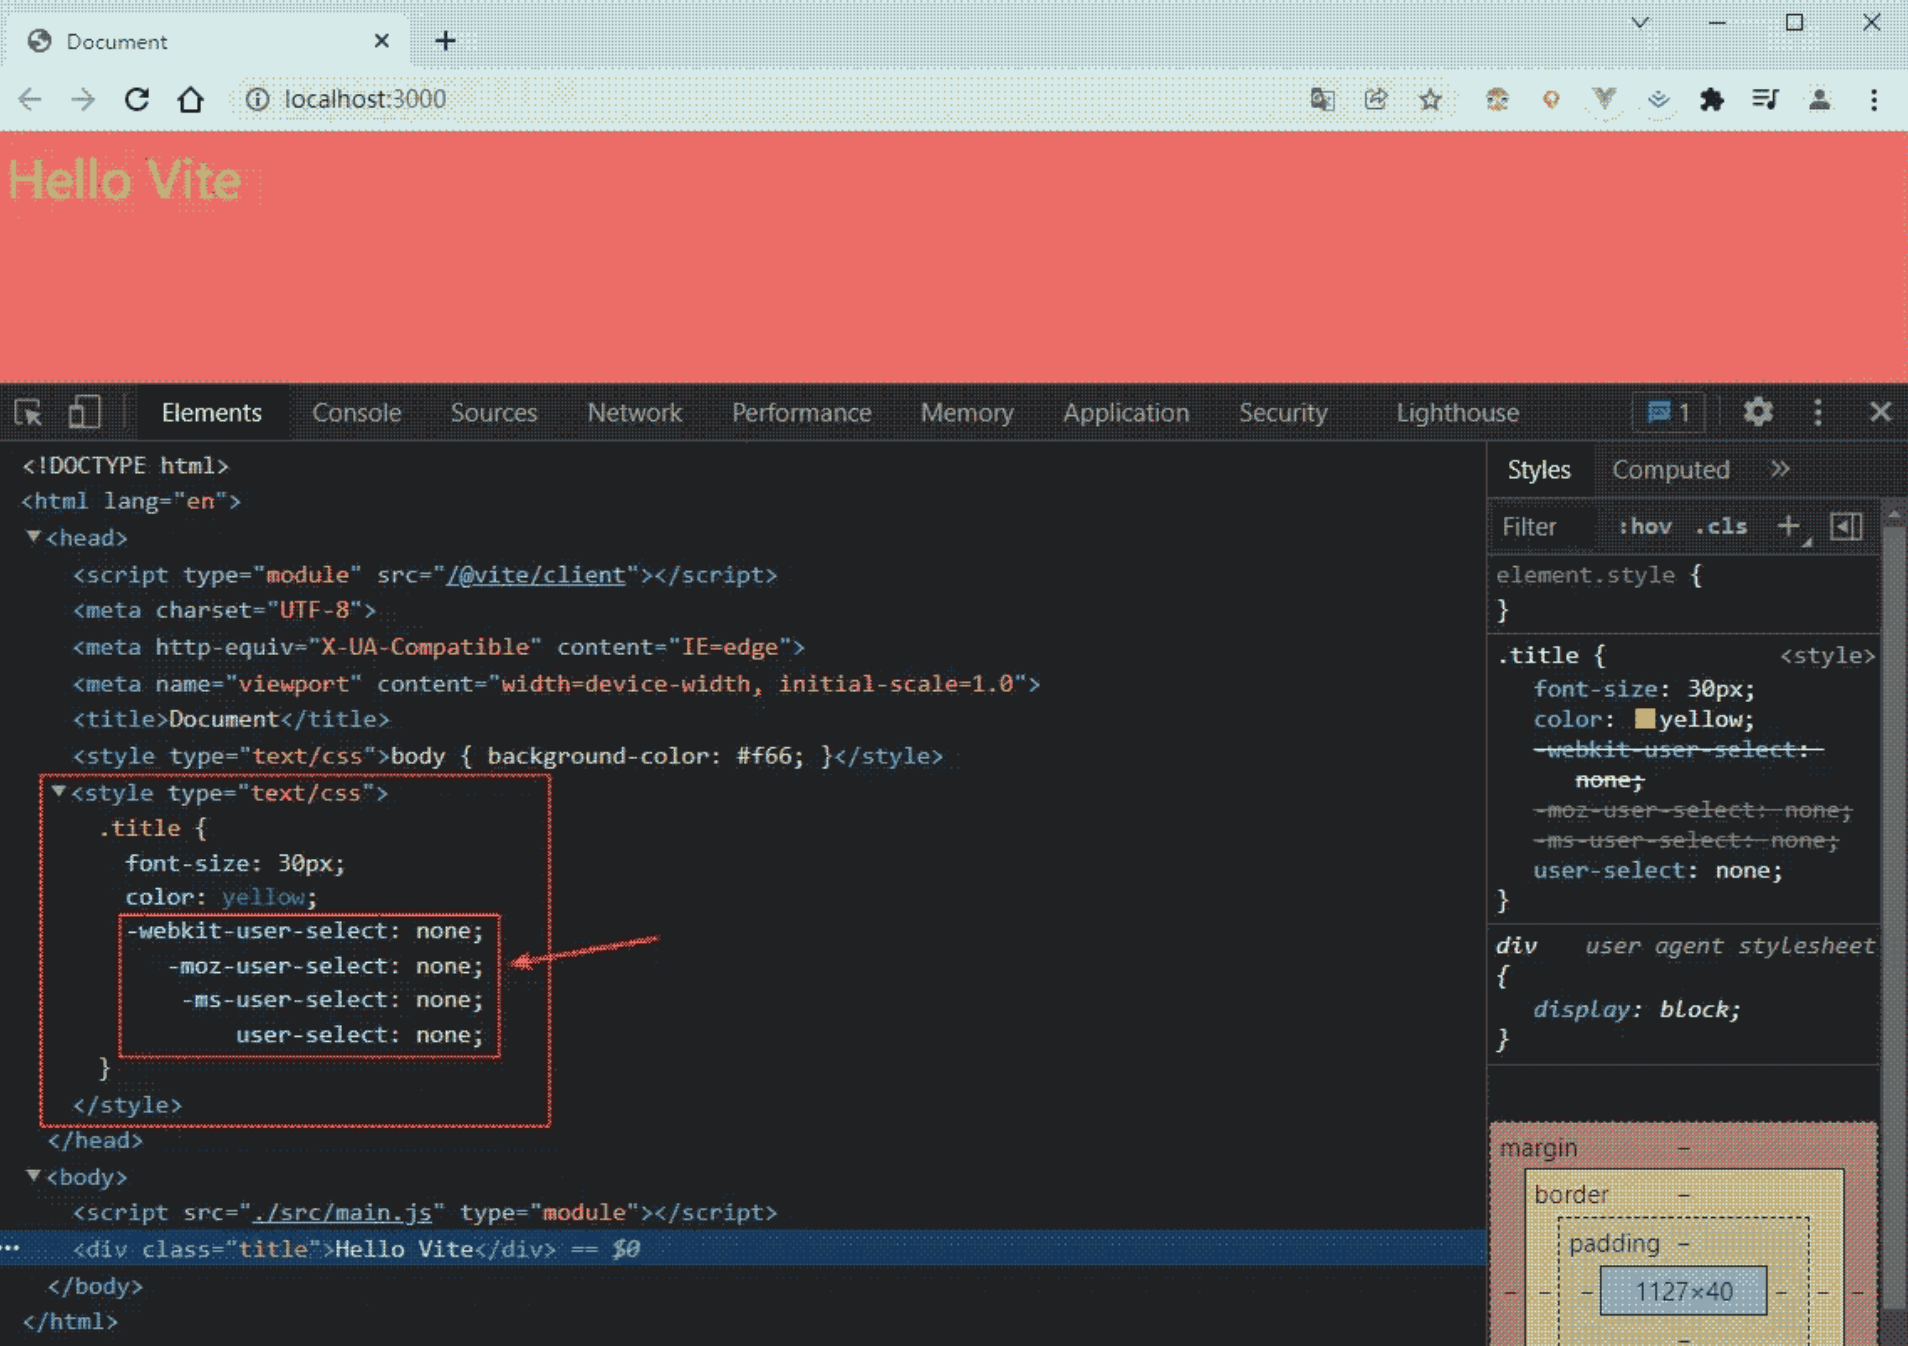 Document
localhost:3000
Hello Vite
Elements Console Sources Network Performance Memory Application Security Lighthouse 1
<!DOCTYPE html>
<html lang="en">
<head>
<script type="module" src="/@vite/client"></script>
<meta charset="UTF-8">
<meta http-equiv="X-UA-Compatible" content="IE=edge">
<meta name="viewport" content="width=device-width, initial-scale=1.0">
<title>Document</title>
<style type="text/css">body { background-color: #f66; }</style>
<style type="text/css">
.title {
font-size: 30px;
color: yellow;
-webkit-user-select: none;
-moz-user-select: none;
-ms-user-select: none;
user-select: none;
}
</style>
</head>
<body>
<script src="./src/main.js" type="module"></script>
<div class="title">Hello Vite</div> == $0
</body>
</html>
Styles Computed »
Filter :hov .cls +
element.style {
}
.title { <style>
font-size: 30px;
color: yellow;
-webkit-user-select:
none;
-moz-user-select: none;
-ms-user-select: none;
user-select: none;
}
div user agent stylesheet
{
display: block;
}
margin –
border –
padding –
– – – 1127×40 – – –
–